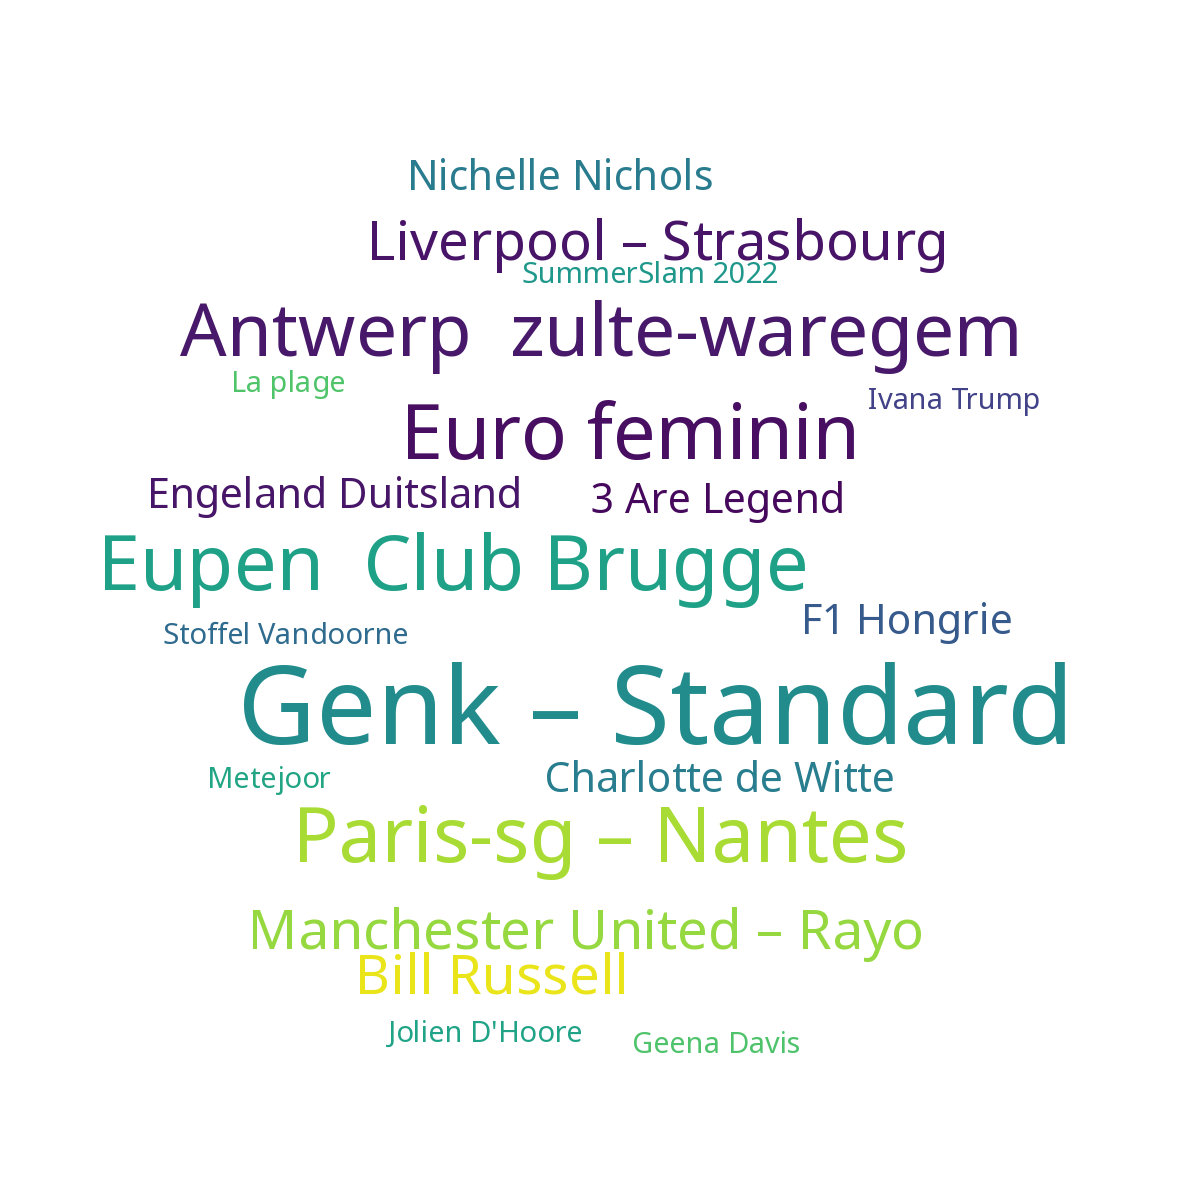 Nichelle Nichols
Liverpool – Strasbourg
SummerSlam 2022
Antwerp  zulte-waregem
La plage
Ivana Trump
Euro feminin
Engeland Duitsland
3 Are Legend
Eupen  Club Brugge
F1 Hongrie
Stoffel Vandoorne
Genk – Standard
Metejoor
Charlotte de Witte
Paris-sg – Nantes
Manchester United – Rayo
Bill Russell
Jolien D'Hoore
Geena Davis